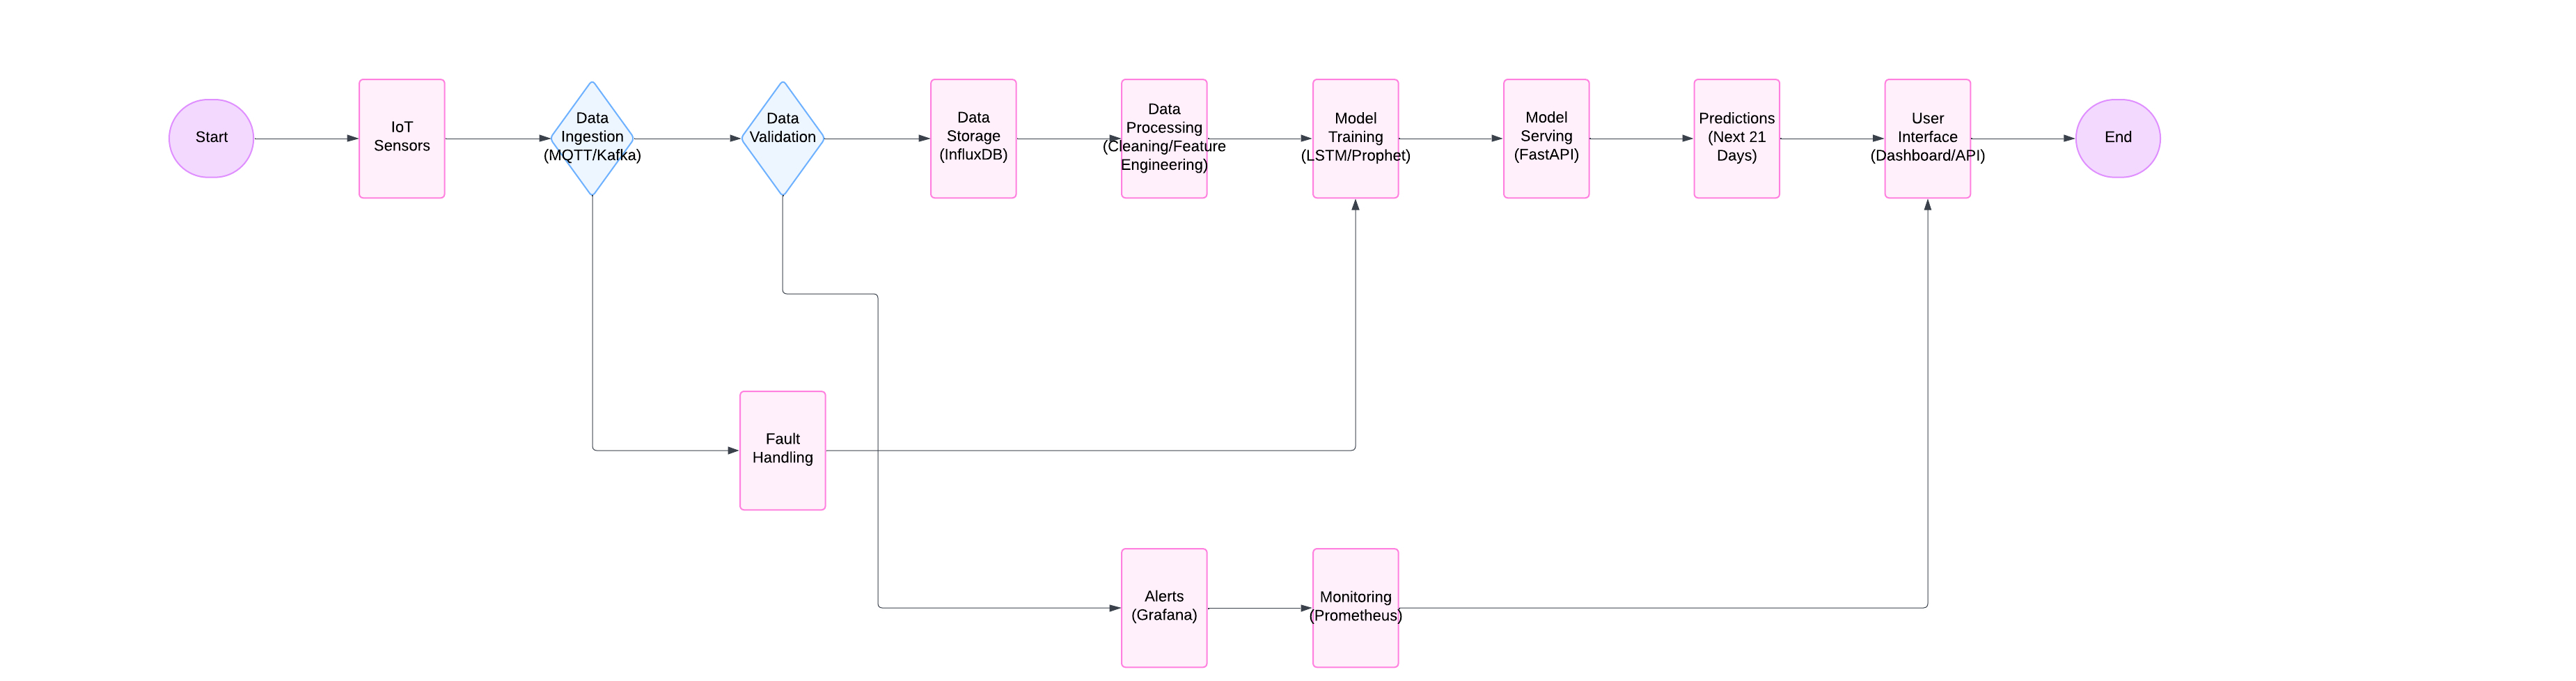 Start
IoT
Sensors
Data
Ingestion
(MQTT/Kafka)
Data
Validation
Data
Storage
(InfluxDB)
Data
Processing
(Cleaning/Feature
Engineering)
Model
Training
(LSTM/Prophet)
Model
Serving
(FastAPI)
Predictions
(Next 21
Days)
User
Interface
(Dashboard/API)
End
Fault
Handling
Alerts
(Grafana)
Monitoring
(Prometheus)